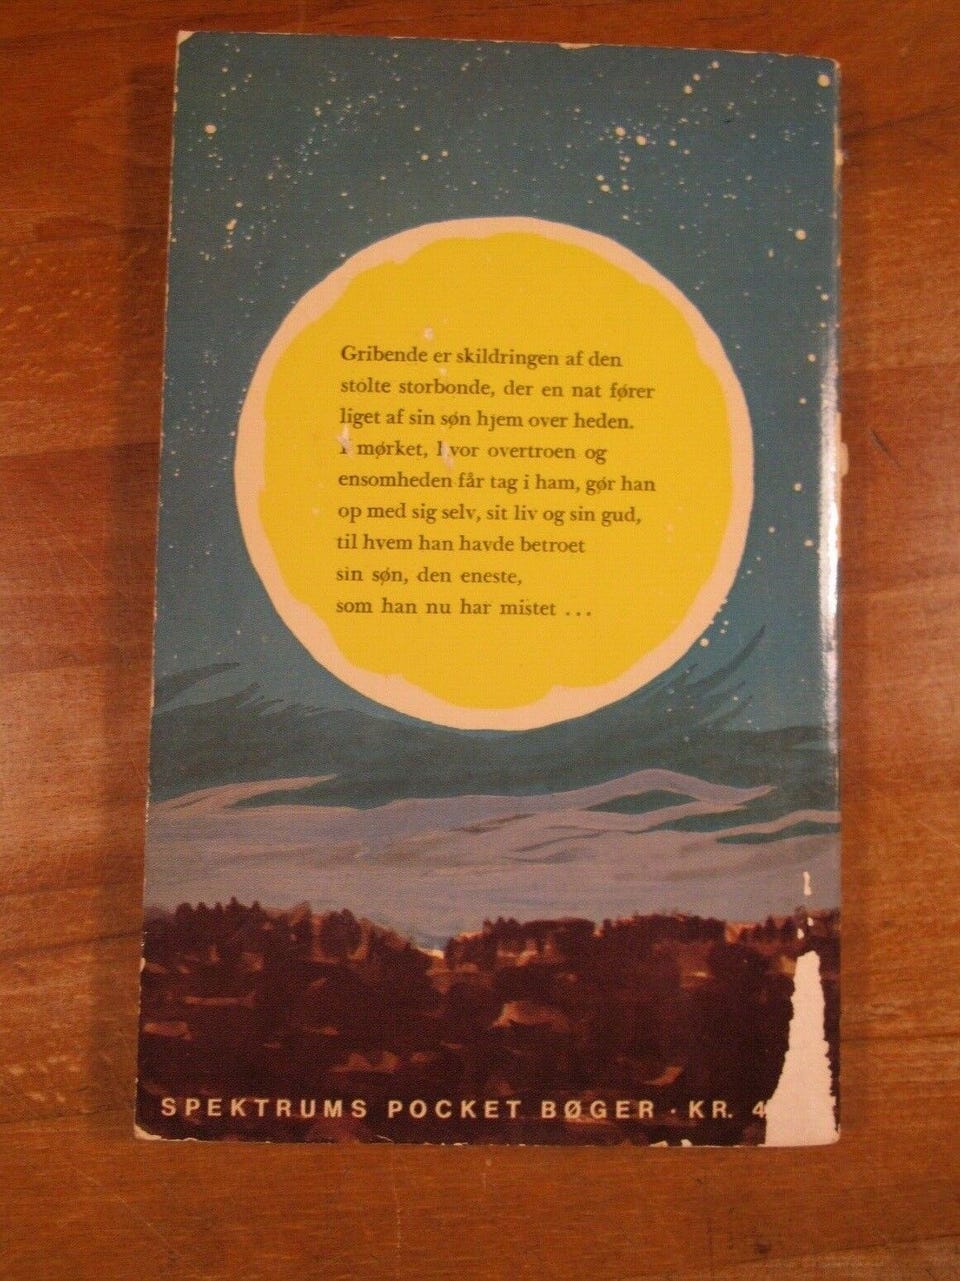 Gribende er skildringen af den
stolte storbonde, der en nat fører
liget af sin søn hjem over heden.
I mørket, hvor overtroen og
ensomheden får tag i ham, gør han
op med sig selv, sit liv og sin gud,
til hvem han havde betroet
sin søn, den eneste,
som han nu har mistet ...
SPEKTRUMS POCKET BØGER · KR. 4